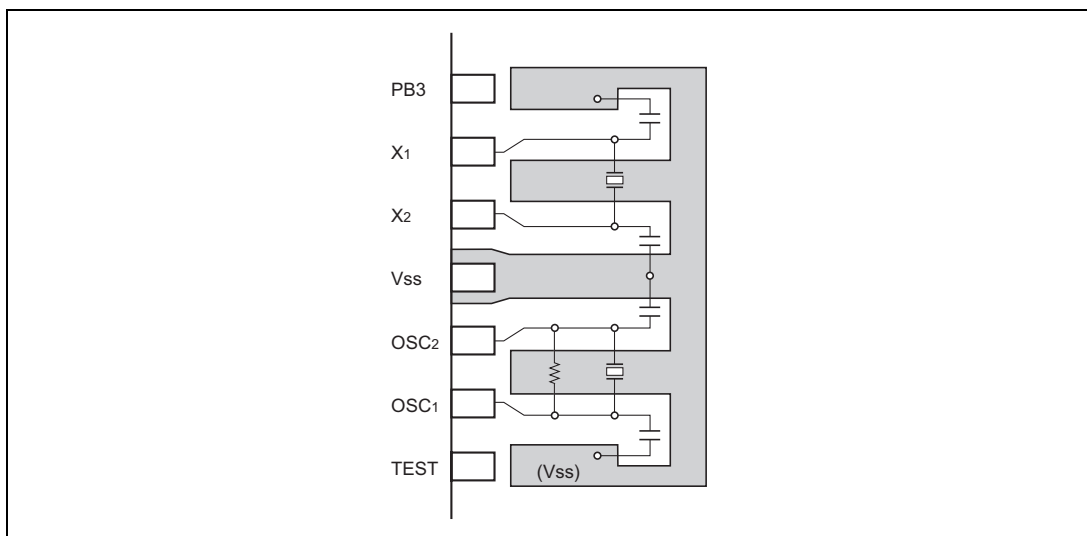 PB3
X1
X2
Vss
OSC2
OSC1
TEST
(Vss)